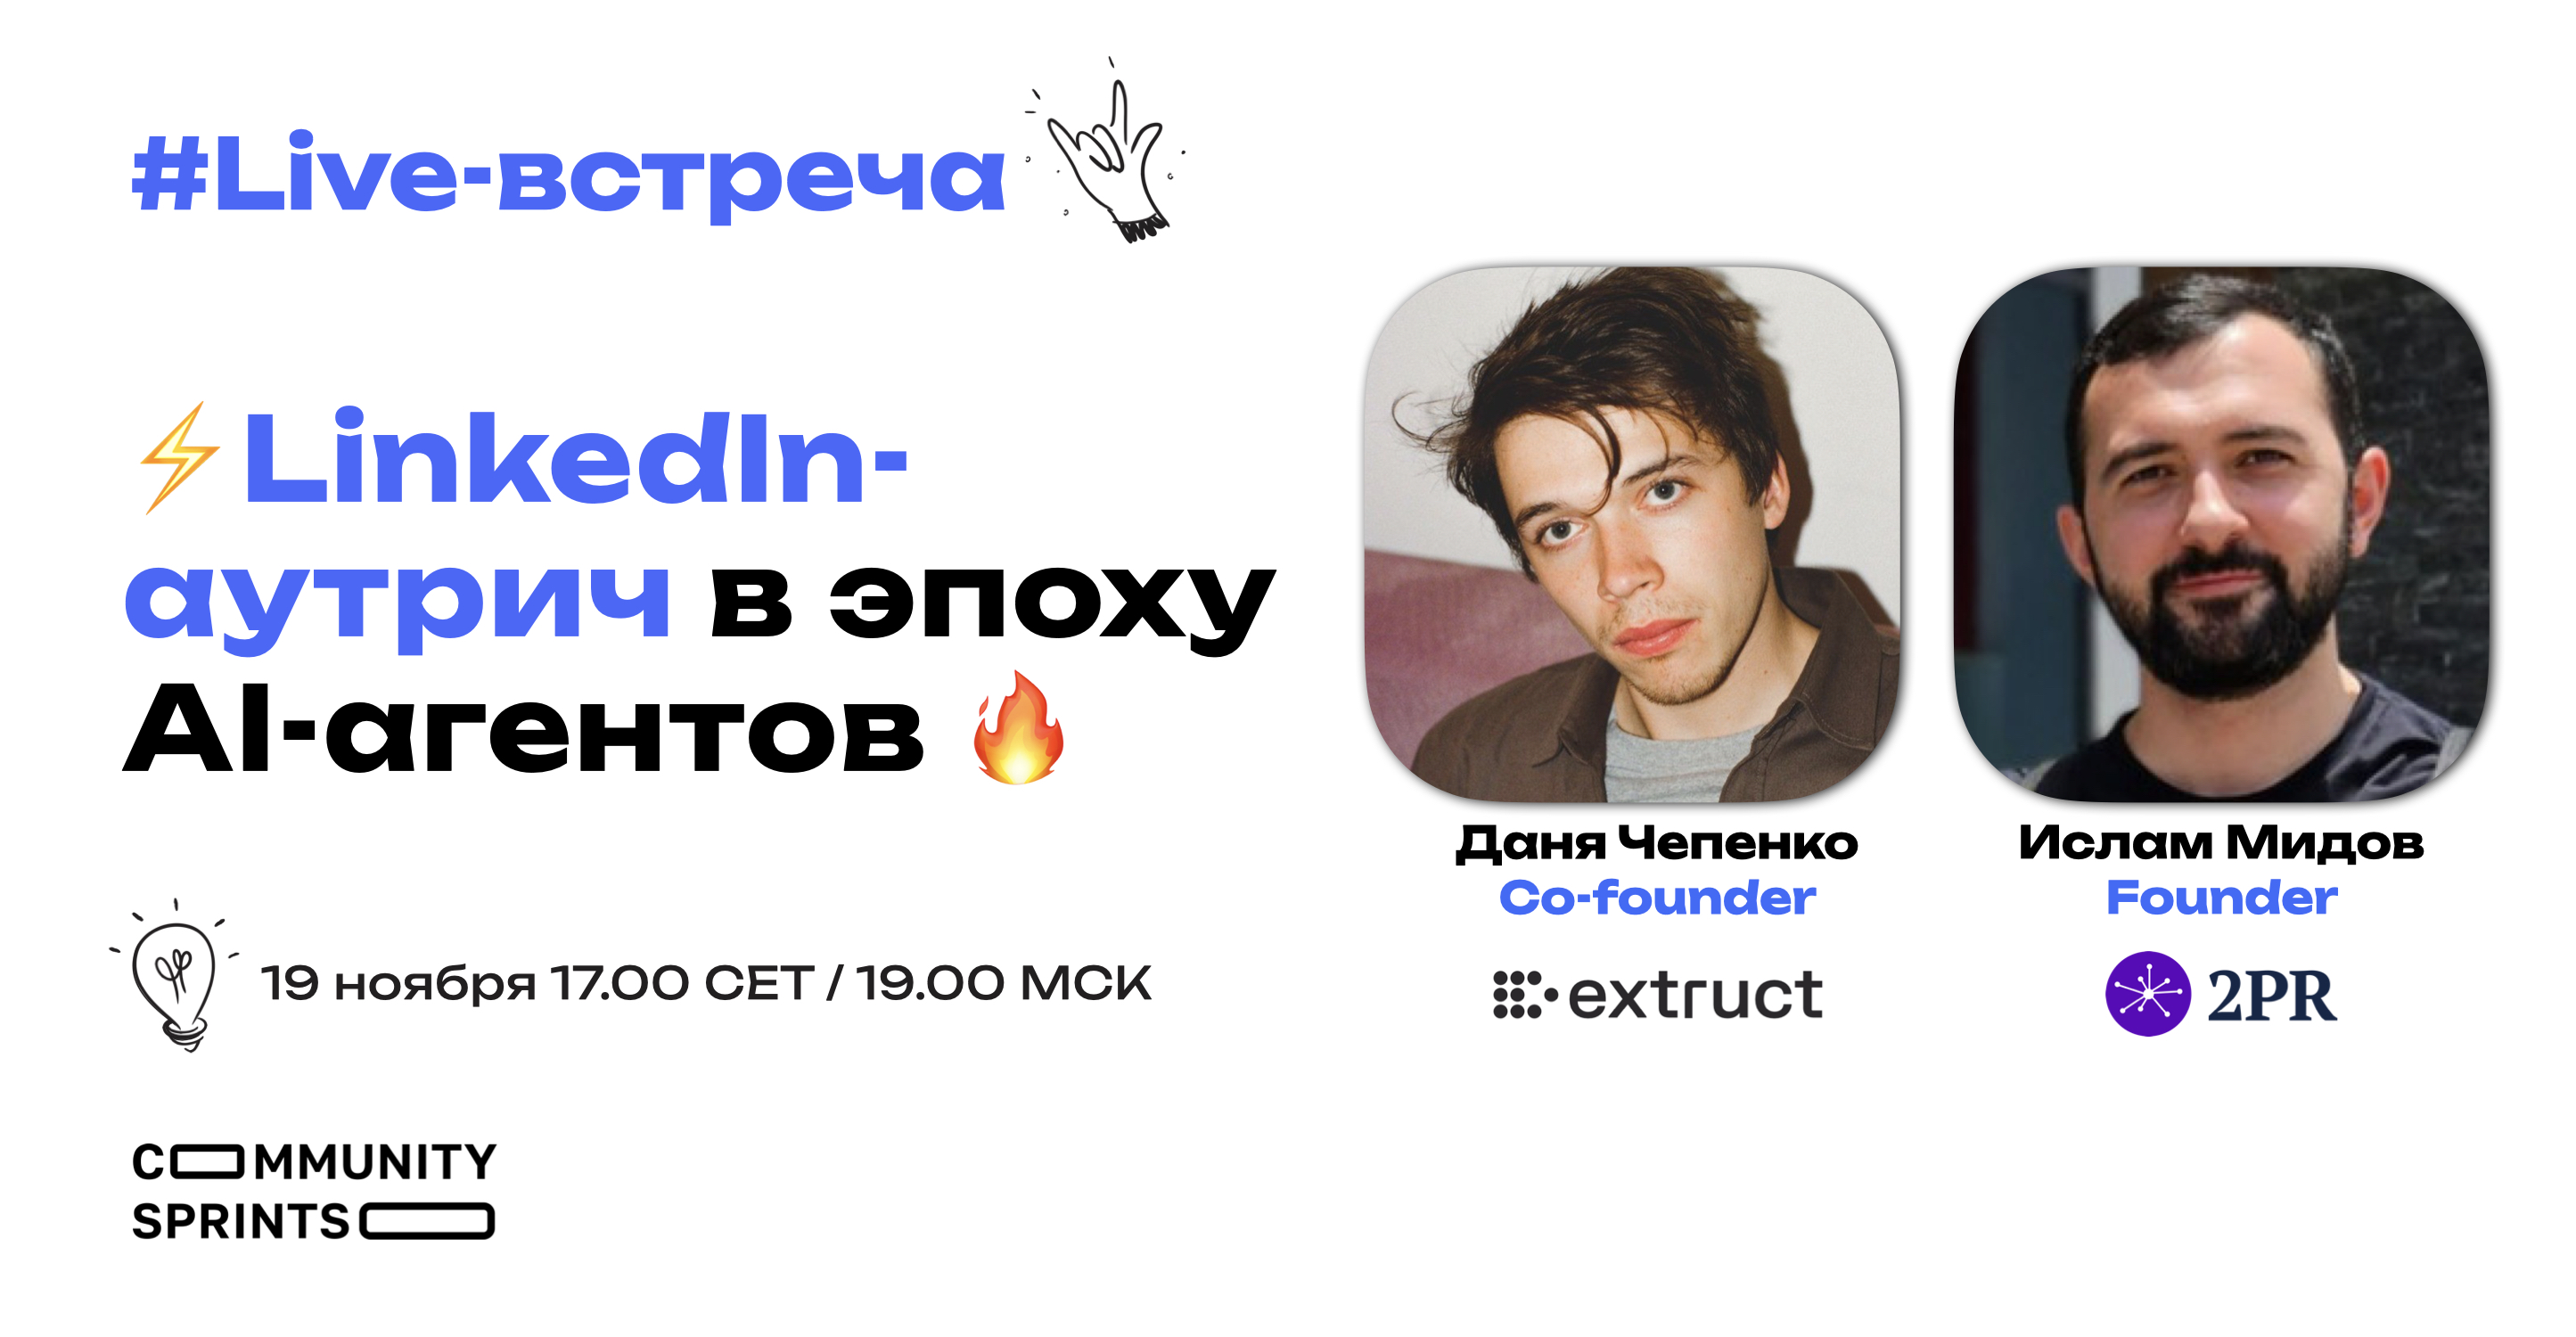 #Live-встреча
⚡LinkedIn-
аутрич в эпоху
AI-агентов 🔥
19 ноября 17.00 CET / 19.00 МСК
COMMUNITY
SPRINTS
Даня Чепенко
Co-founder
extruct
Ислам Мидов
Founder
2PR